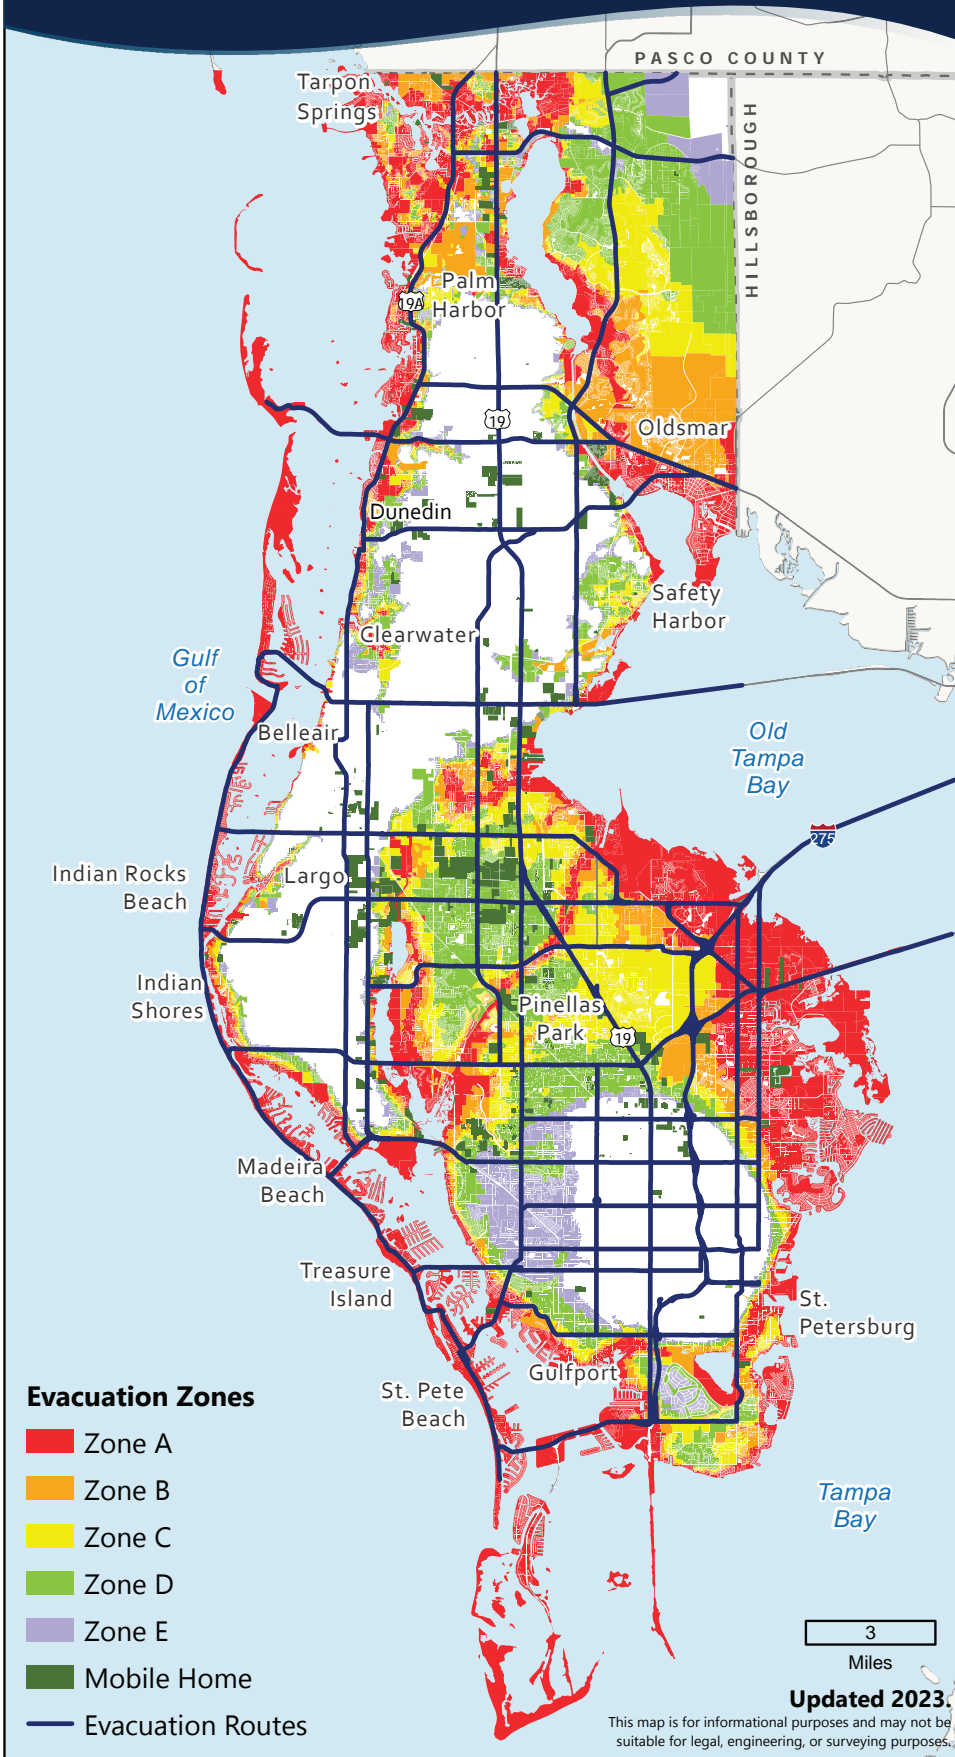 PASCO COUNTY
Tarpon
Springs
HILLSBOROUGH
Palm
Harbor
19A
19
Oldsmar
Dunedin
Safety
Harbor
Clearwater
Gulf
of
Mexico
Belleair
Old
Tampa
Bay
275
Indian Rocks
Beach
Largo
Indian
Shores
Pinellas
Park
19
Madeira
Beach
Treasure
Island
St.
Petersburg
Gulfport
St. Pete
Beach
Tampa
Bay
Evacuation Zones
Zone A
Zone B
Zone C
Zone D
Zone E
Mobile Home
Evacuation Routes
3
Miles
Updated 2023.
This map is for informational purposes and may not be
suitable for legal, engineering, or surveying purposes.